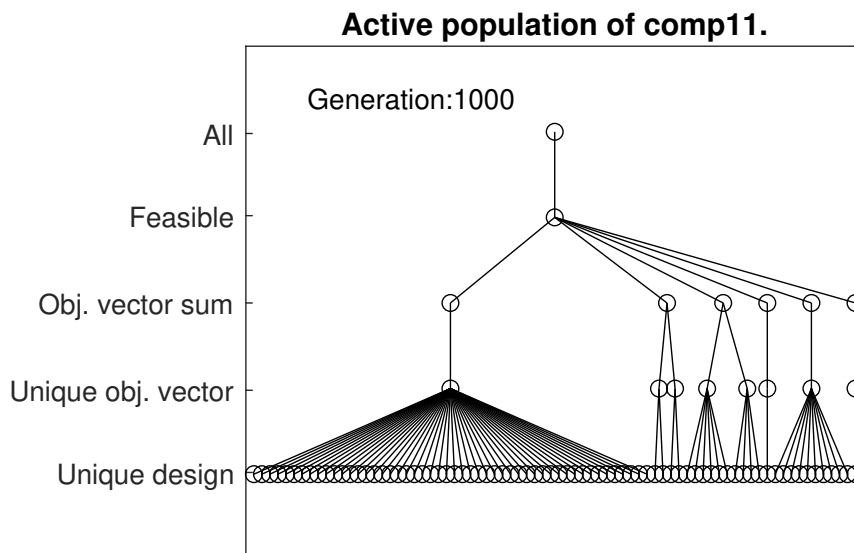 Active population of comp11.
Generation:1000
All
Feasible
Obj. vector sum
Unique obj. vector
Unique design